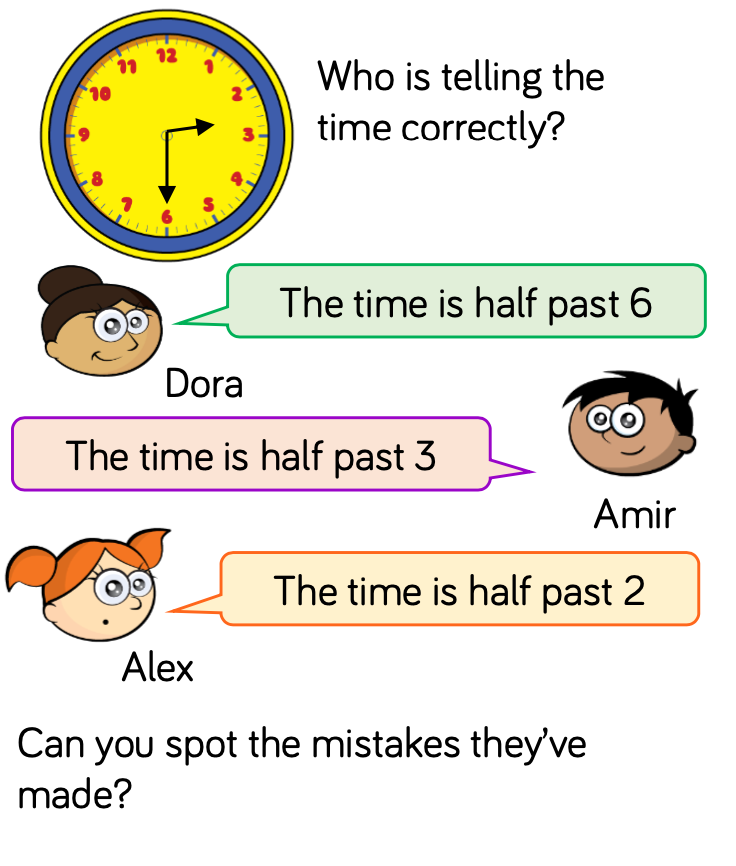 12
11
1
10
2
9
3
8
4
7
5
6
Who is telling the
time correctly?
The time is half past 6
Dora
The time is half past 3
Amir
The time is half past 2
Alex
Can you spot the mistakes they’ve
made?